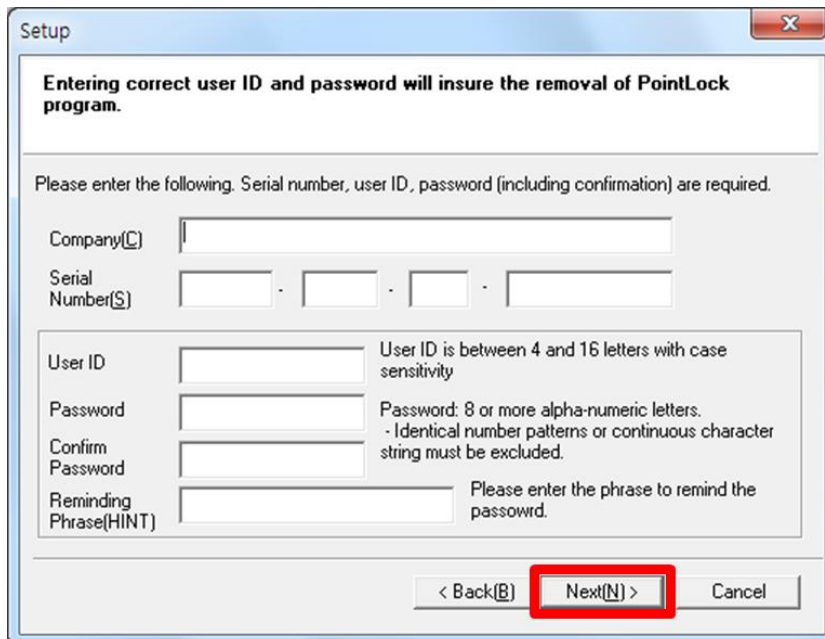 Setup
Entering correct user ID and password will insure the removal of PointLock
program.
Please enter the following. Serial number, user ID, password (including confirmation) are required.
Company(C)
Serial
Number(S)
- - -
User ID
User ID is between 4 and 16 letters with case
sensitivity
Password
Password: 8 or more alpha-numeric letters.
- Identical number patterns or continuous character
string must be excluded.
Confirm
Password
Reminding
Phrase(HINT)
Please enter the phrase to remind the
passowrd.
< Back(B) Next(N) > Cancel